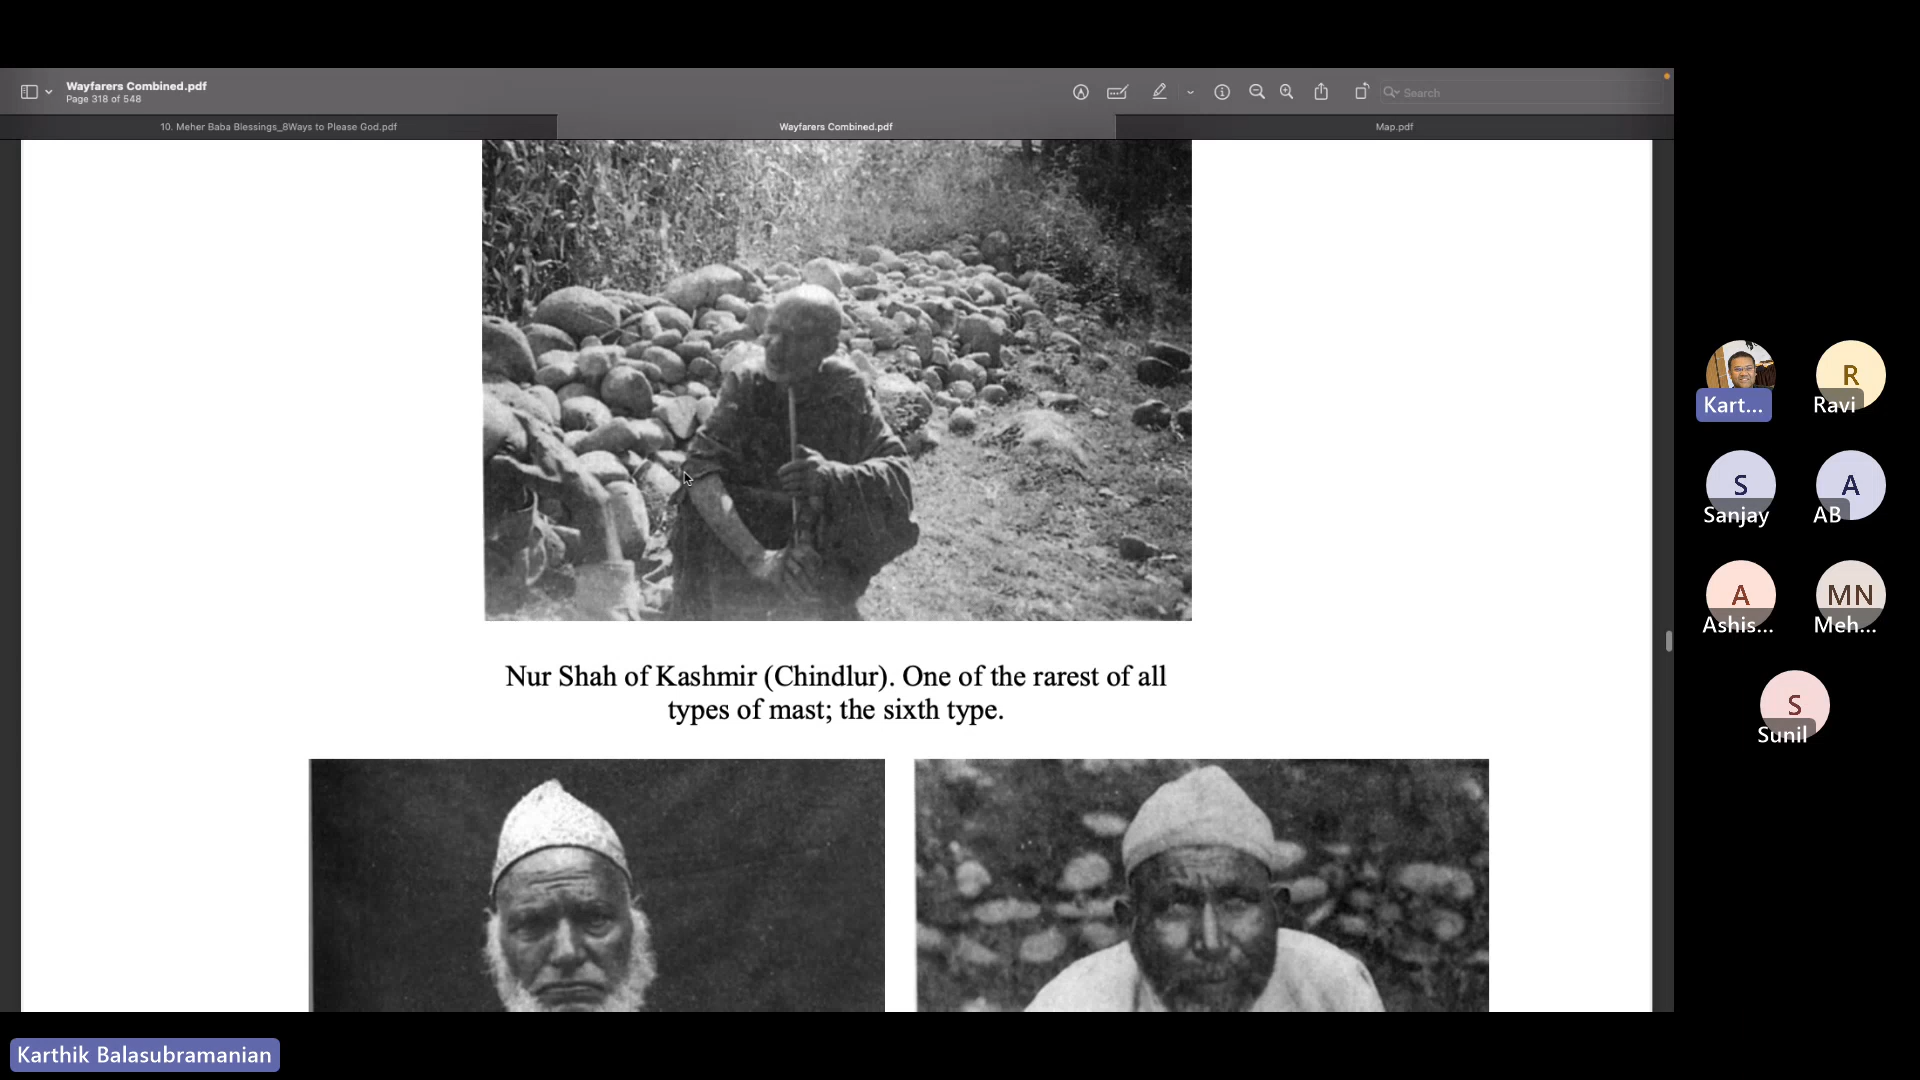 Wayfarers Combined.pdf
Page 318 of 548
Search
10. Meher Baba Blessings_8Ways to Please God.pdf
Wayfarers Combined.pdf
Map.pdf
Nur Shah of Kashmir (Chindlur). One of the rarest of all
types of mast; the sixth type.
Kart...
R
Ravi
S
Sanjay
A
AB
A
Ashis...
MN
Meh...
S
Sunil
Karthik Balasubramanian